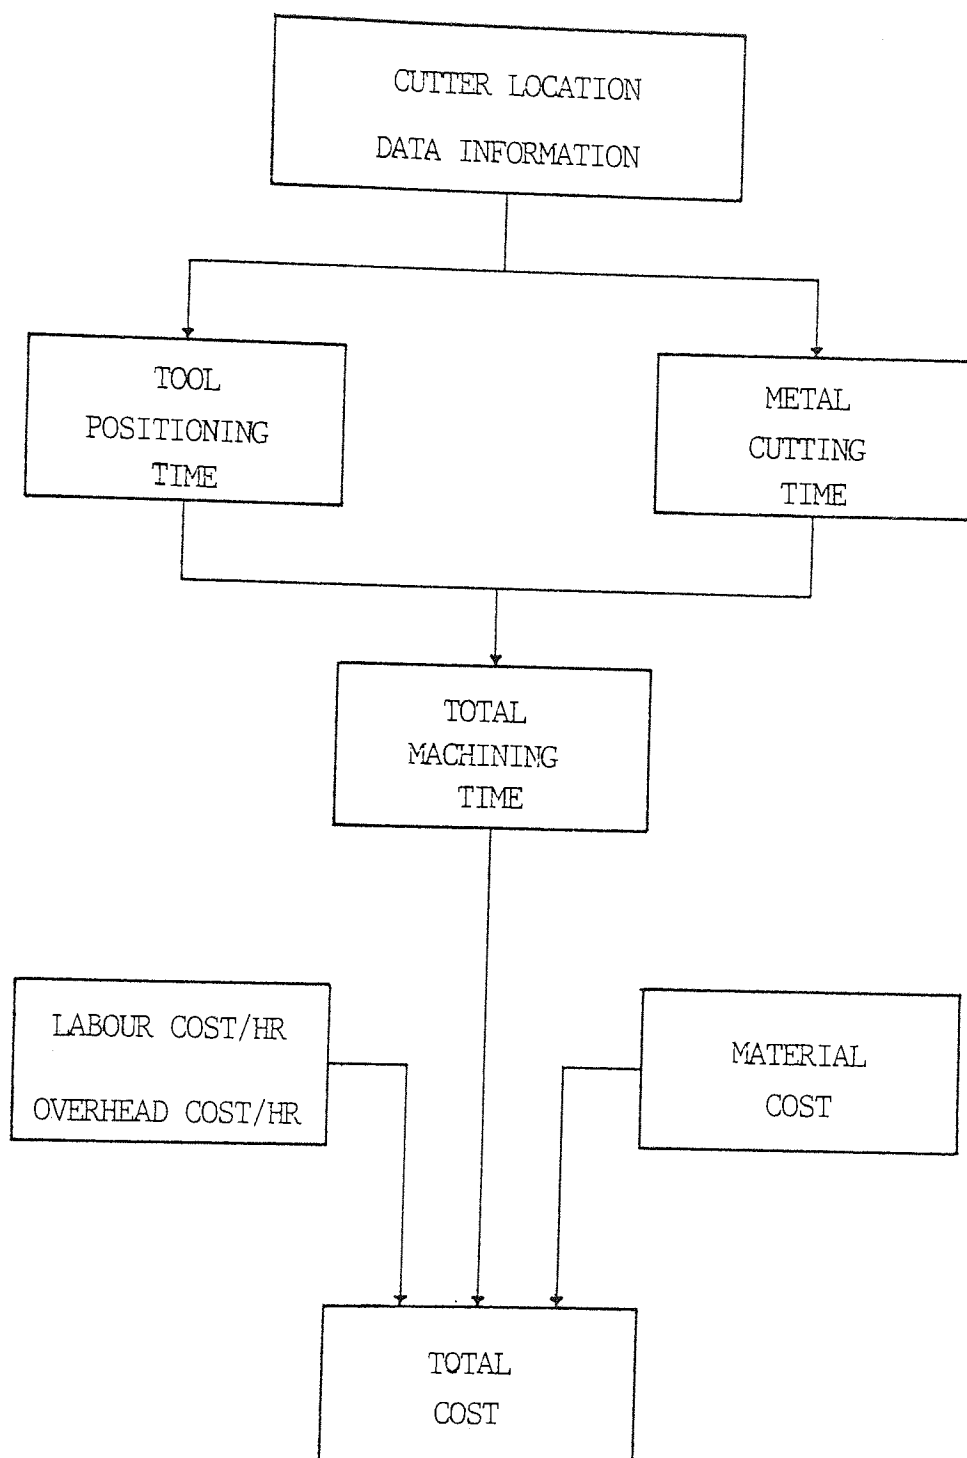 CUTTER LOCATION
DATA INFORMATION
TOOL
POSITIONING
TIME
METAL
CUTTING
TIME
TOTAL
MACHINING
TIME
LABOUR COST/HR
OVERHEAD COST/HR
MATERIAL
COST
TOTAL
COST